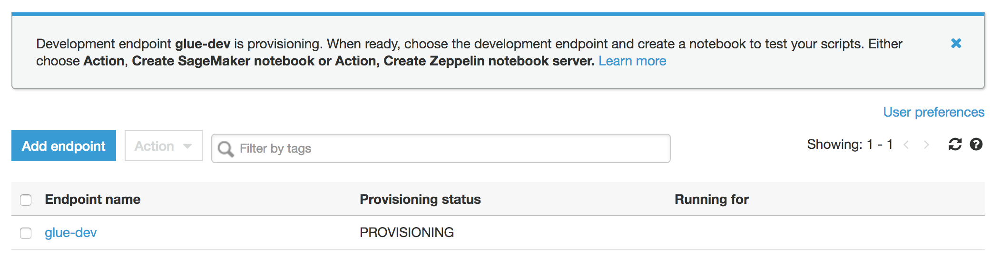 Development endpoint glue-dev is provisioning. When ready, choose the development endpoint and create a notebook to test your scripts. Either
choose Action, Create SageMaker notebook or Action, Create Zeppelin notebook server. Learn more
User preferences
Add endpoint
Action
Filter by tags
Showing: 1 - 1
Endpoint name
Provisioning status
Running for
glue-dev
PROVISIONING